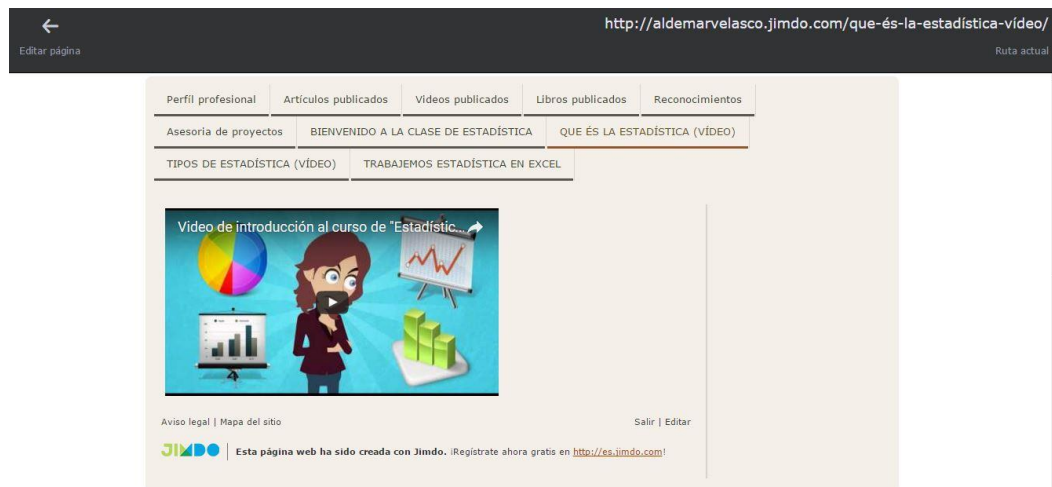 http://aldemarvelasco.jimdo.com/que-és-la-estadística-vídeo/
Editar página
Ruta actual
Perfíl profesional Artículos publicados Videos publicados Libros publicados Reconocimientos
Asesoria de proyectos BIENVENIDO A LA CLASE DE ESTADÍSTICA QUE ÉS LA ESTADÍSTICA (VÍDEO)
TIPOS DE ESTADÍSTICA (VÍDEO) TRABAJEMOS ESTADÍSTICA EN EXCEL
Video de introducción al curso de "Estadístic...
Aviso legal | Mapa del sitio
Salir | Editar
JIMDO Esta página web ha sido creada con Jimdo. ¡Regístrate ahora gratis en http://es.jimdo.com!